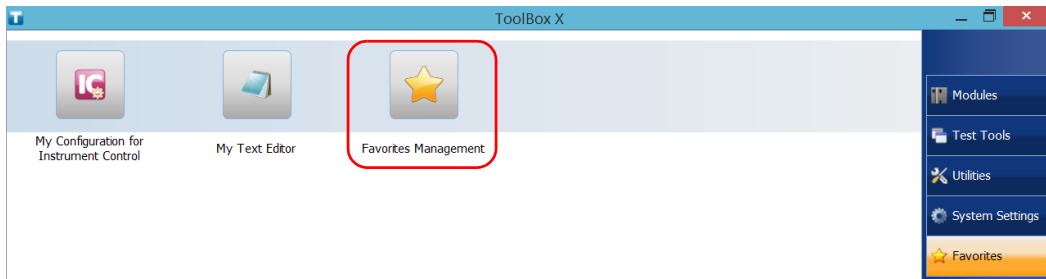 T
ToolBox X
IC
My Configuration for
Instrument Control
My Text Editor
Favorites Management
Modules
Test Tools
Utilities
System Settings
Favorites